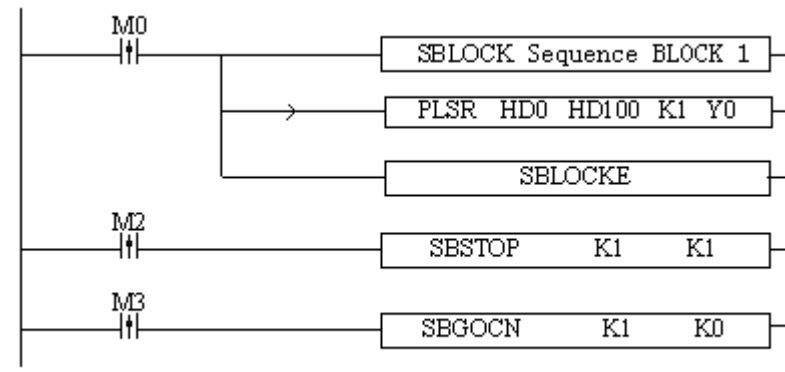 M0
SBLOCK Sequence BLOCK 1
PLSR HD0 HD100 K1 Y0
SBLOCKE
M2
SBSTOP K1 K1
M3
SBGOCN K1 K0